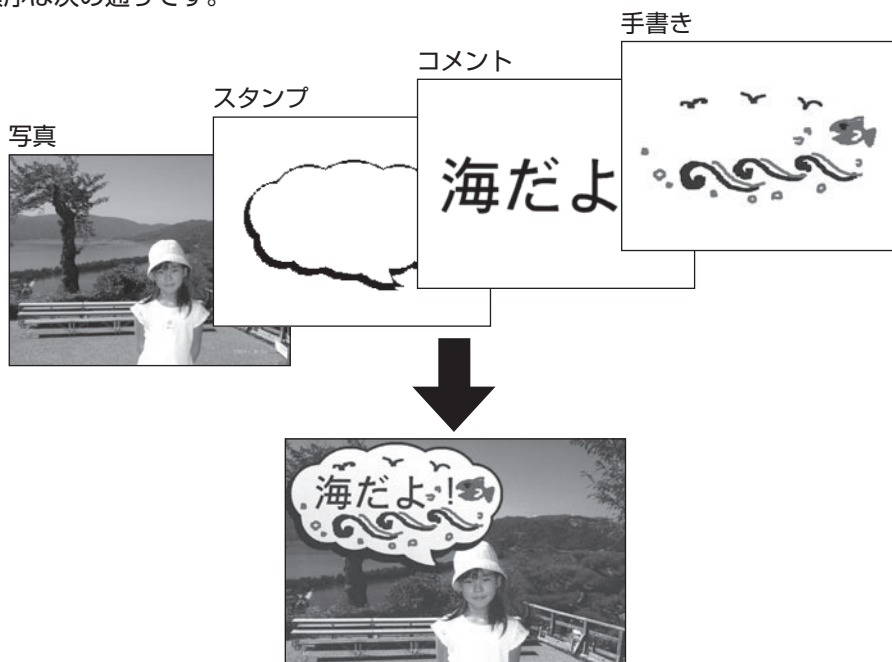 順序は次の通りです。
手書き
コメント
スタンプ
写真
海だよ
海だよ!